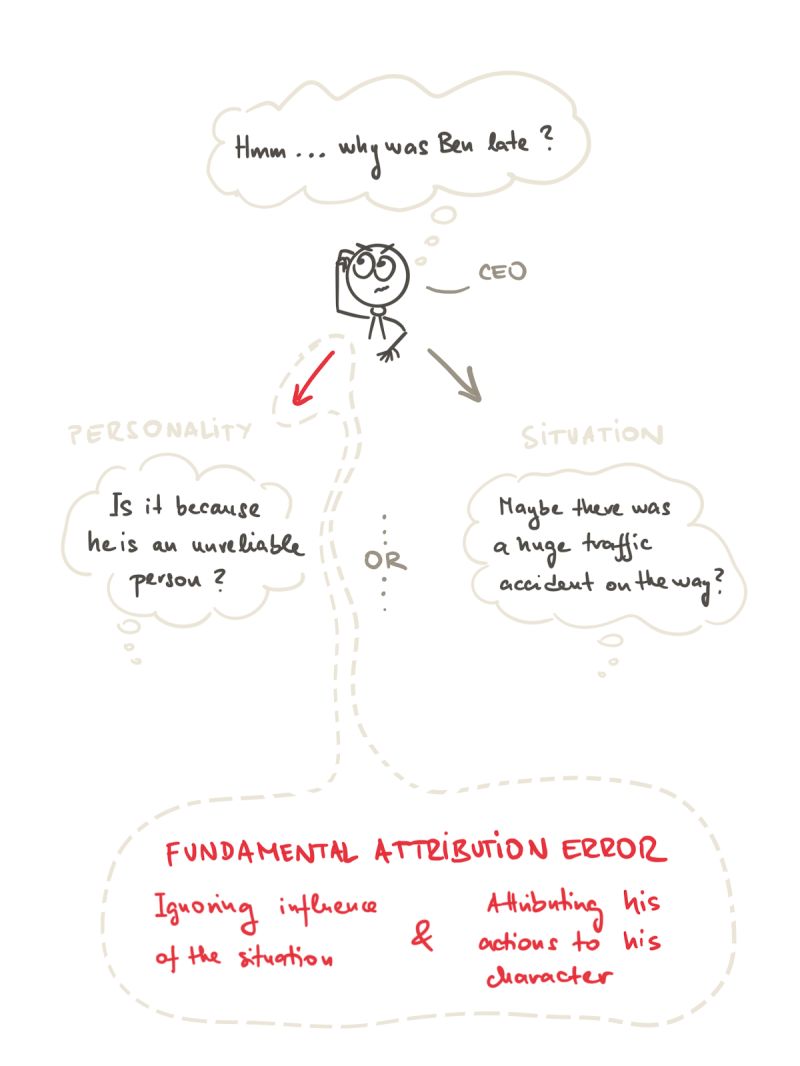 Hmm ... why was Ben late ?
CEO
PERSONALITY
Is it because
he is an unreliable
person ?
OR
SITUATION
Maybe there was
a huge traffic
accident on the way?
FUNDAMENTAL ATTRIBUTION ERROR
Ignoring influence
of the situation
&
Attributing his
actions to his
character